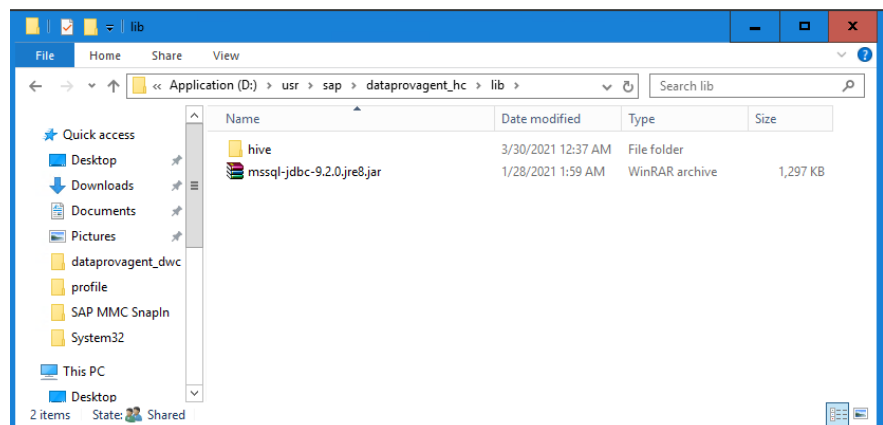 lib
File Home Share View
« Application (D:) › usr › sap › dataprovagent_hc › lib › Search lib
Name Date modified Type Size
Quick access
Desktop
Downloads
Documents
Pictures
dataprovagent_dwc
profile
SAP MMC SnapIn
System32
This PC
Desktop
hive 3/30/2021 12:37 AM File folder
mssql-jdbc-9.2.0.jre8.jar 1/28/2021 1:59 AM WinRAR archive 1,297 KB
2 items State: Shared